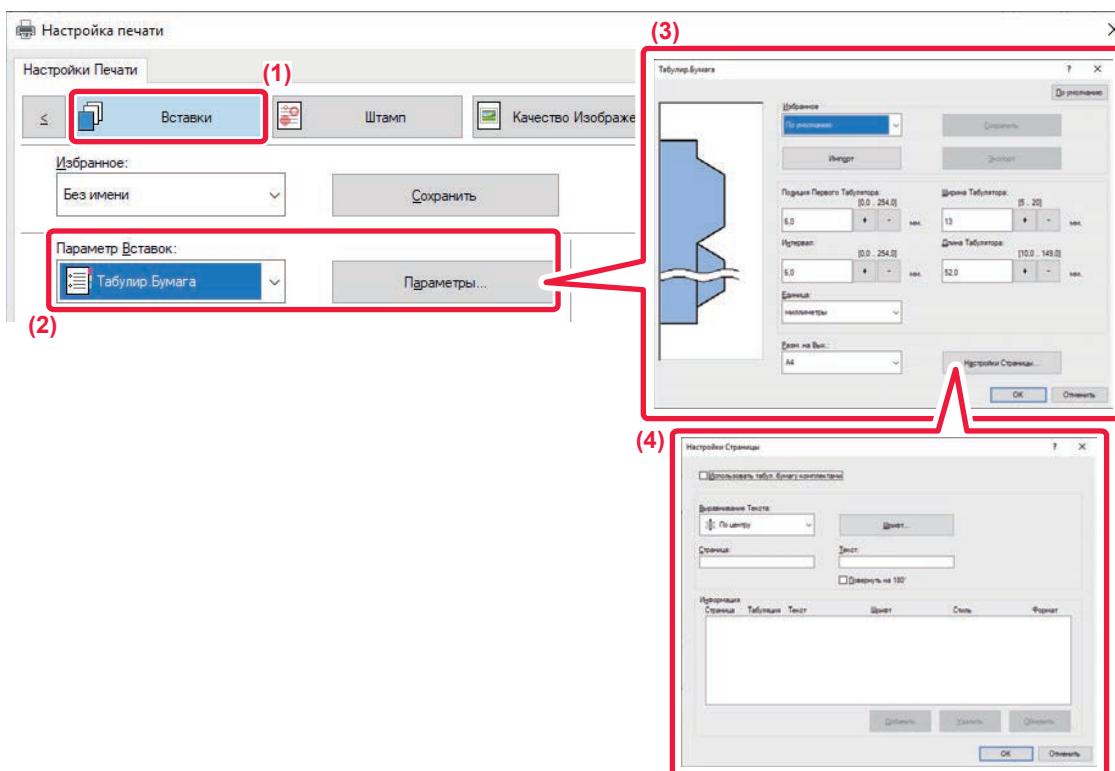 Настройка печати
Настройки Печати
(1)
≤
Вставки
Штамп
Качество Изображе
Избранное:
Без имени
Сохранить
Параметр Вставок:
Табулир.Бумага
Параметры...
(2)
(3)
Табулир.Бумага
?
По умолчанию
Избранное
По умолчанию
Сохранить
Импорт
Экспорт
Позиция Первого Табулятора:
Ширина Табулятора:
[0,0 .. 254,0]
[5 .. 20]
6,0
+ -
мм.
13
+ -
мм.
Интервал:
Длина Табулятора:
[0,0 .. 254,0]
[10,0 .. 149,0]
6,0
+ -
мм.
52,0
+ -
мм.
Единица:
миллиметры
Разм. на Вых.:
A4
Настройки Страницы...
OK
Отменить
(4)
Настройки Страницы
?
Использовать табул. бумагу комплектами
Выравнивание Текста:
По центру
Шрифт...
Страница:
Текст:
Повернуть на 180°
Информация
Страница Табуляция Текст Шрифт Стиль Формат
Добавить
Удалить
Обновить
OK
Отменить